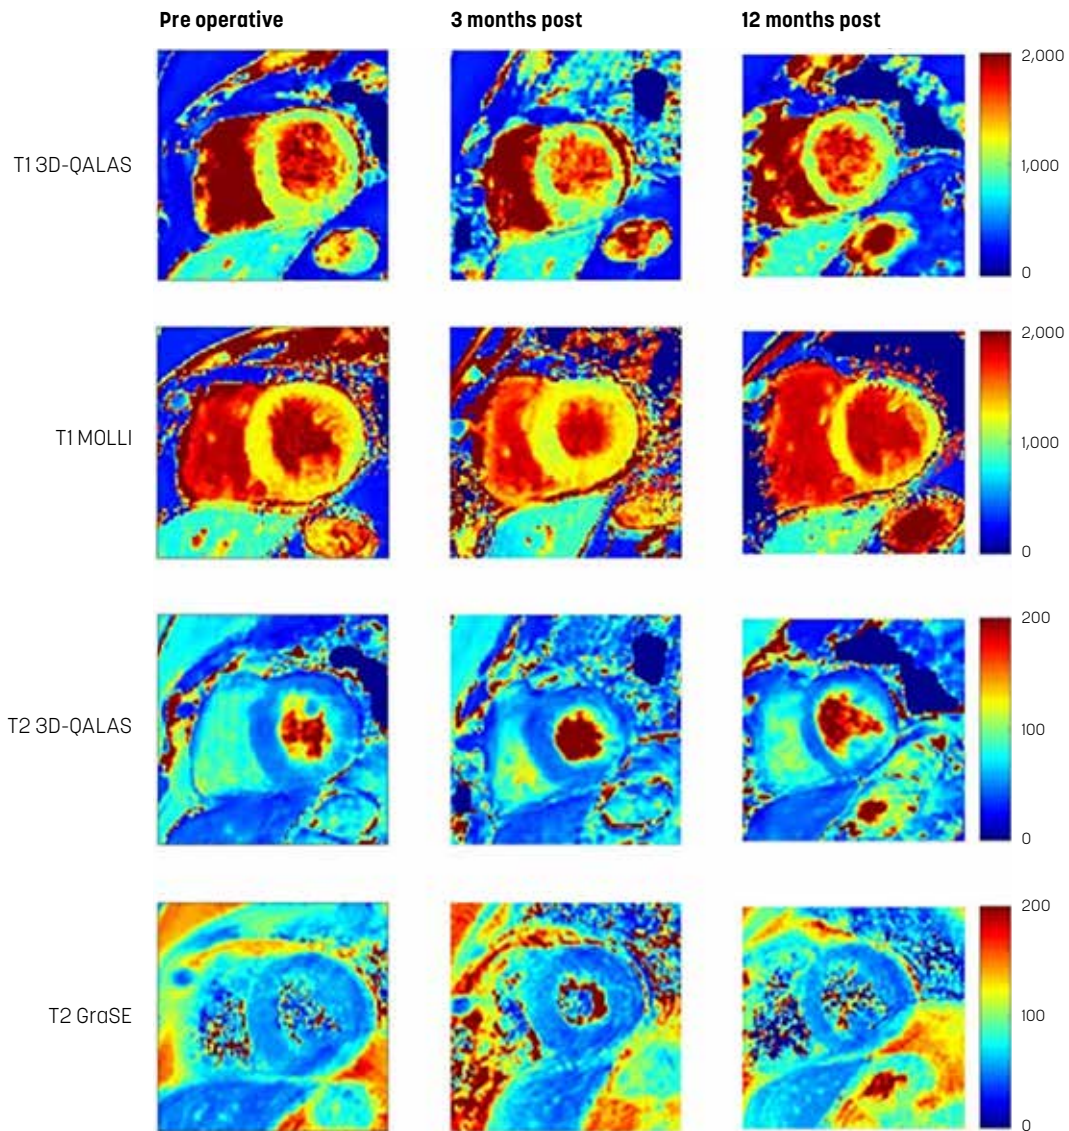 Pre operative
3 months post
12 months post
T1 3D-QALAS
2,000
1,000
0
T1 MOLLI
2,000
1,000
0
T2 3D-QALAS
200
100
0
T2 GraSE
200
100
0